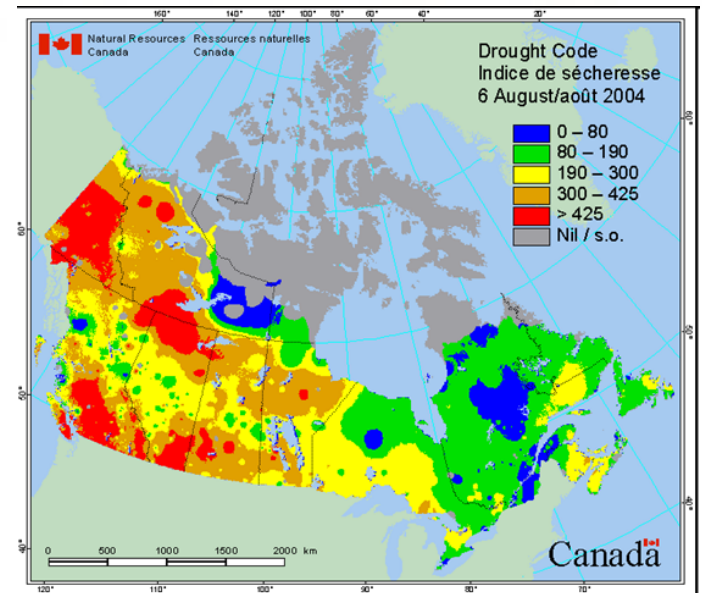 160° 140° 120° 100° 80° 60° 40° 20°
Natural Resources Ressources naturelles
Canada Canada
Drought Code
Indice de sécheresse
6 August/août 2004
0 – 80
80 – 190
190 – 300
300 – 425
> 425
Nil / s.o.
60°
60°
60°
50°
40°
40°
0 500 1000 1500 2000 km
Canada
120° 110° 100° 90° 80° 70°